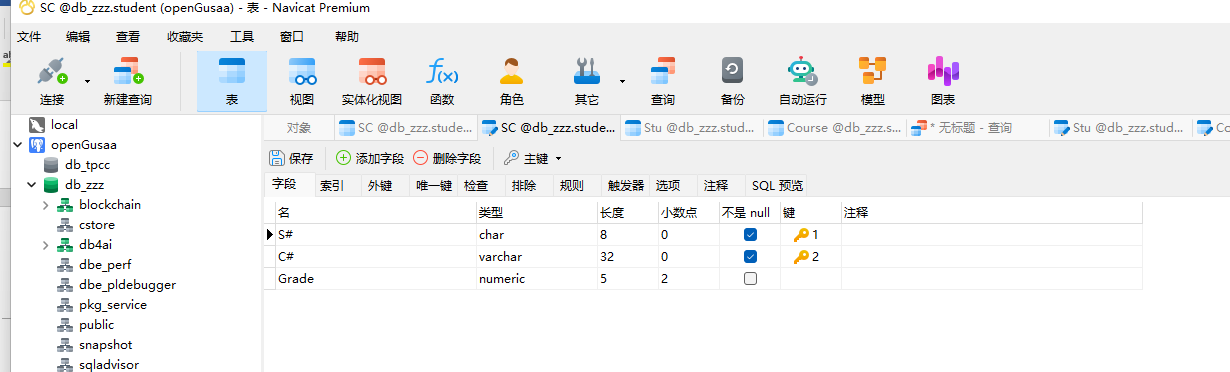 SC @db_zzz.student (openGusaa) - 表 - Navicat Premium
文件 编辑 查看 收藏夹 工具 窗口 帮助
连接 新建查询 表 视图 实体化视图 函数 角色 其它 查询 备份 自动运行 模型 图表
f(x)
local
openGusaa
db_tpcc
db_zzz
blockchain
cstore
db4ai
dbe_perf
dbe_pldebugger
pkg_service
public
snapshot
sqladvisor
对象 SC @db_zzz.stude... SC @db_zzz.stude... Stu @db_zzz.stud... Course @db_zzz.s... * 无标题 - 查询 Stu @db_zzz.stud... Co
保存 添加字段 删除字段 主键
字段 索引 外键 唯一键 检查 排除 规则 触发器 选项 注释 SQL 预览
名 类型 长度 小数点 不是 null 键 注释
S# char 8 0 1
C# varchar 32 0 2
Grade numeric 5 2